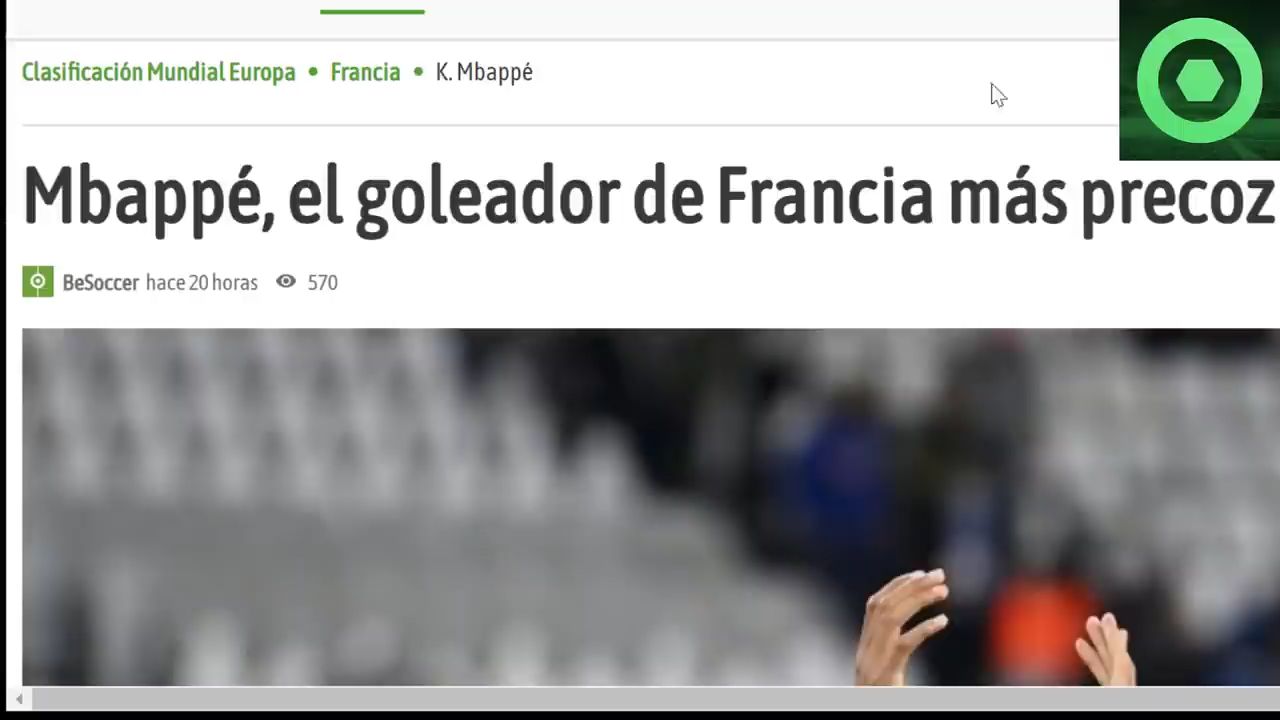 Clasificación Mundial Europa • Francia • K. Mbappé
Mbappé, el goleador de Francia más precoz
BeSoccer hace 20 horas 570